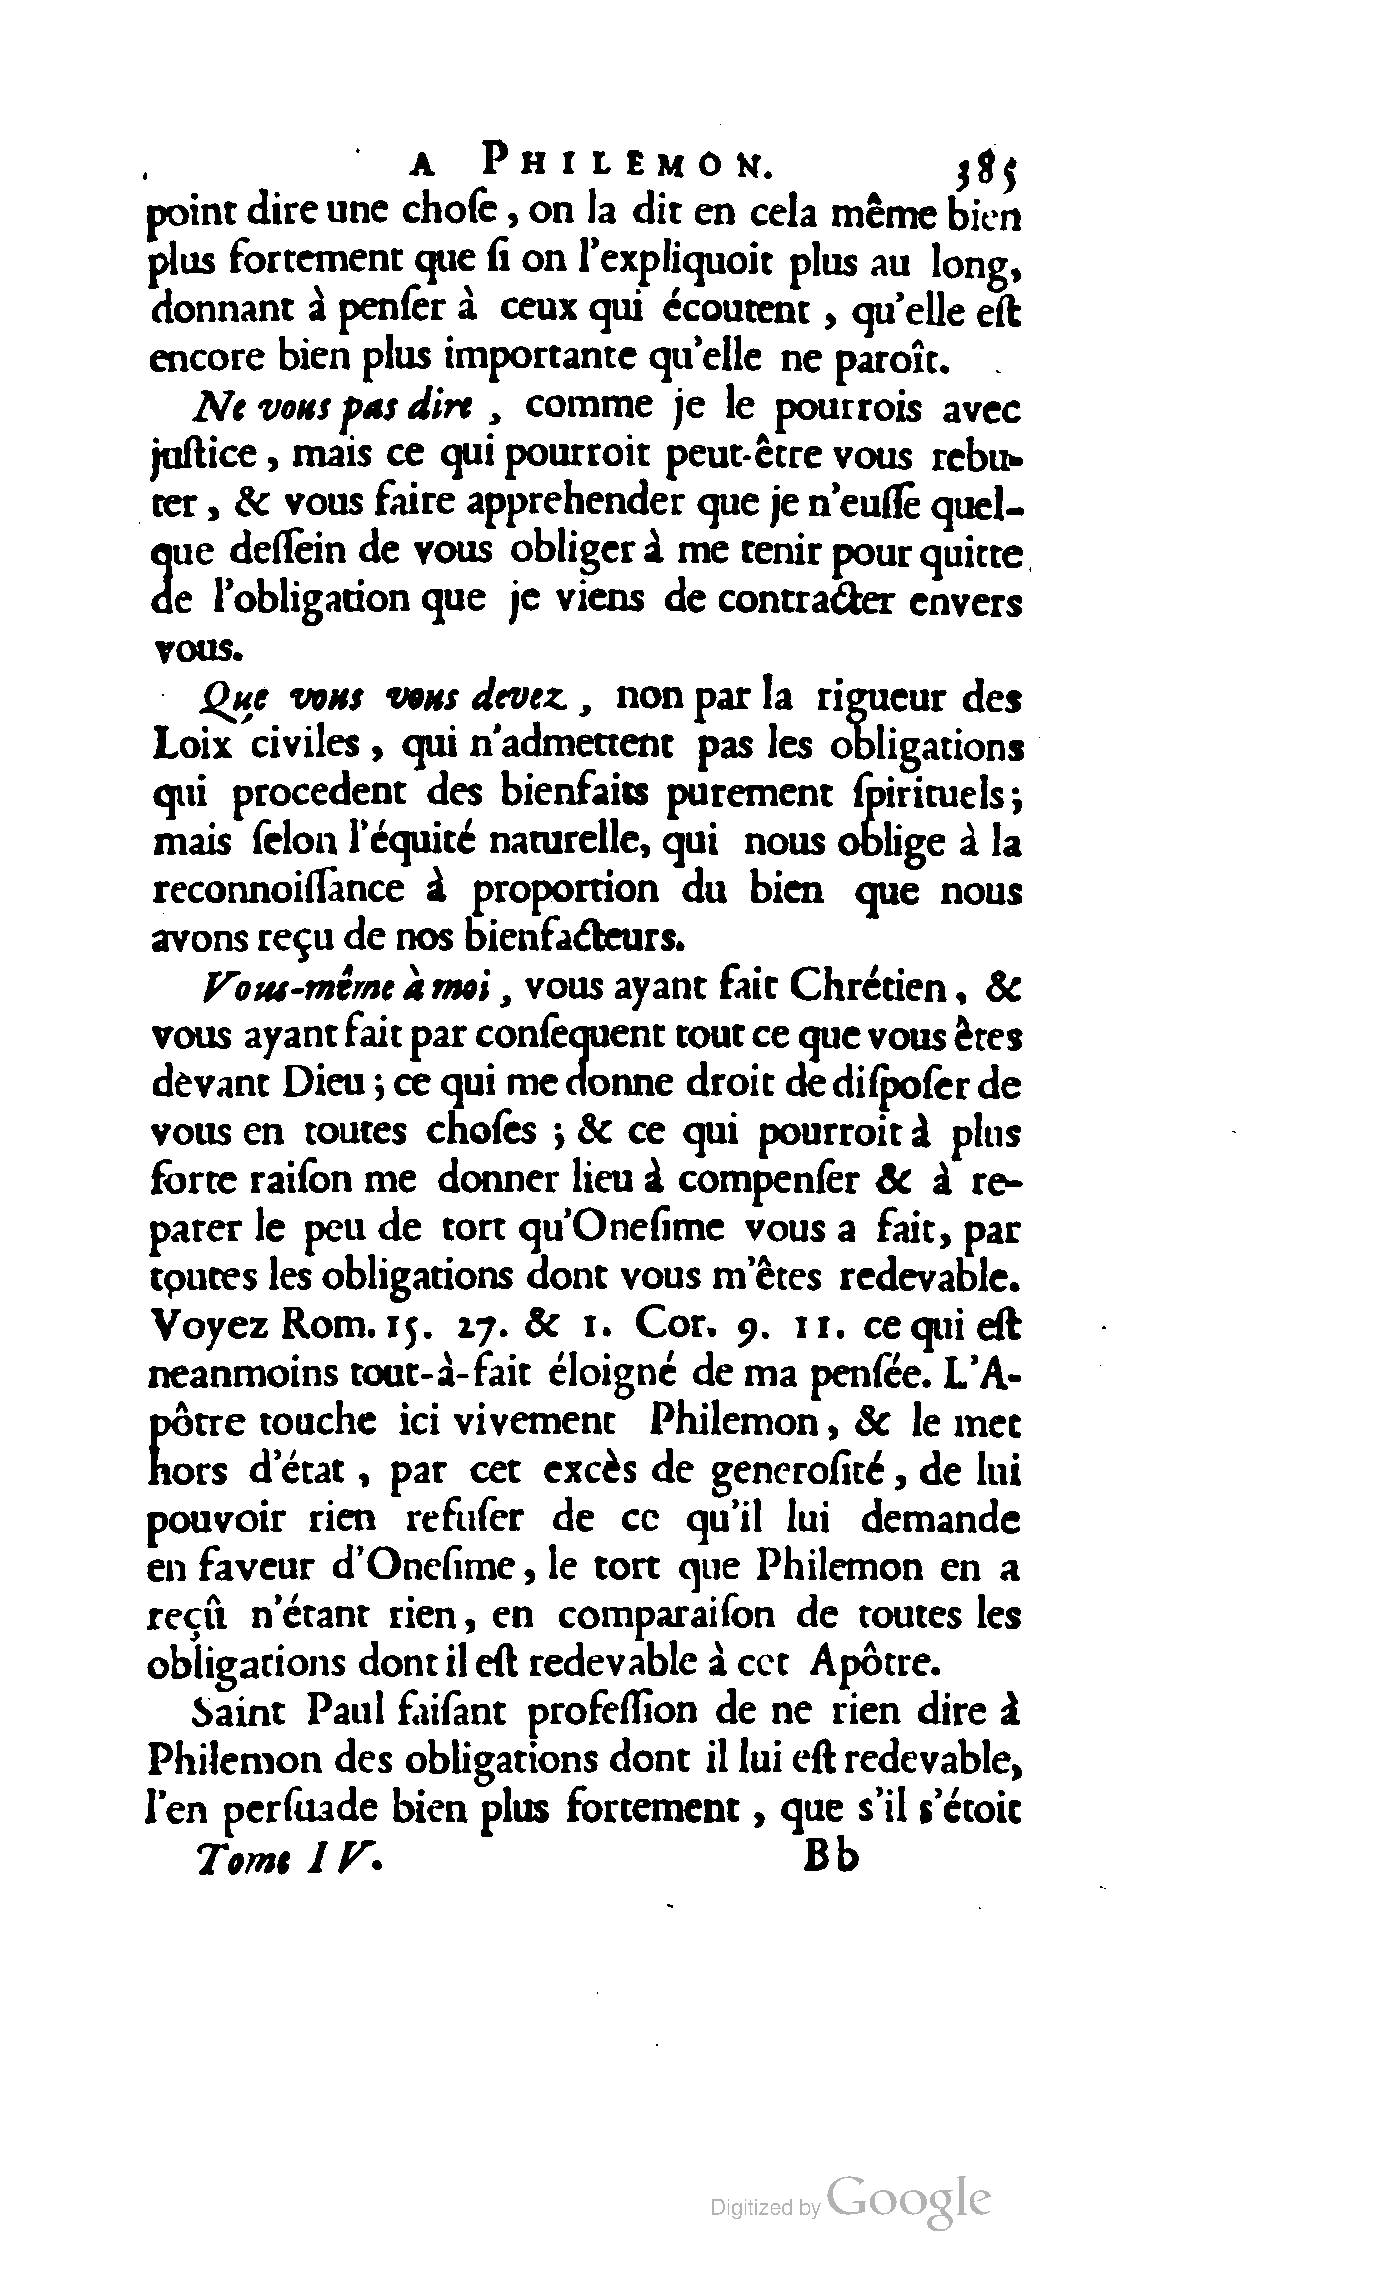 A PHILEMON. 385
point dire une choſe, on la dit en cela même bien
plus fortement que ſi on l'expliquoit plus au long,
donnant à penſer à ceux qui écoutent, qu'elle eſt
encore bien plus importante qu'elle ne paroît.
Ne vous pas dire, comme je le pourrois avec
juſtice, mais ce qui pourroit peut-être vous rebu-
ter, & vous faire apprehender que je n'euſſe quel-
que deſſein de vous obliger à me tenir pour quitte
de l'obligation que je viens de contracter envers
vous.
Que vous vous devez, non par la rigueur des
Loix civiles, qui n'admettent pas les obligations
qui procedent des bienfaits purement ſpirituels;
mais ſelon l'équité naturelle, qui nous oblige à la
reconnoiſſance à proportion du bien que nous
avons reçu de nos bienfacteurs.
Vous-même à moi, vous ayant fait Chrétien, &
vous ayant fait par conſequent tout ce que vous êtes
devant Dieu; ce qui me donne droit de diſpoſer de
vous en toutes choſes; & ce qui pourroit à plus
forte raiſon me donner lieu à compenſer & à re-
parer le peu de tort qu'Oneſime vous a fait, par
toutes les obligations dont vous m'êtes redevable.
Voyez Rom. 15. 27. & 1. Cor. 9. 11. ce qui eſt
neanmoins tout-à-fait éloigné de ma penſée. L'A-
pôtre touche ici vivement Philemon, & le met
hors d'état, par cet excès de generoſité, de lui
pouvoir rien refuſer de ce qu'il lui demande
en faveur d'Oneſime, le tort que Philemon en a
reçû n'étant rien, en comparaiſon de toutes les
obligations dont il eſt redevable à cet Apôtre.
Saint Paul faiſant profeſſion de ne rien dire à
Philemon des obligations dont il lui eſt redevable,
l'en perſuade bien plus fortement, que s'il s'étoit
Tome IV. Bb
Digitized by Google